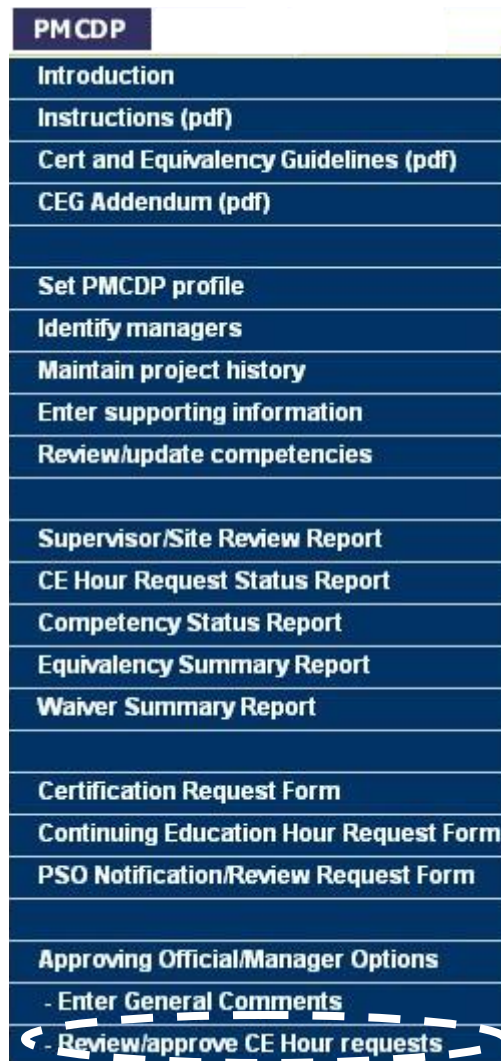 PMCDP
Introduction
Instructions (pdf)
Cert and Equivalency Guidelines (pdf)
CEG Addendum (pdf)
Set PMCDP profile
Identify managers
Maintain project history
Enter supporting information
Review/update competencies
Supervisor/Site Review Report
CE Hour Request Status Report
Competency Status Report
Equivalency Summary Report
Waiver Summary Report
Certification Request Form
Continuing Education Hour Request Form
PSO Notification/Review Request Form
Approving Official/Manager Options
- Enter General Comments
- Review/approve CE Hour requests